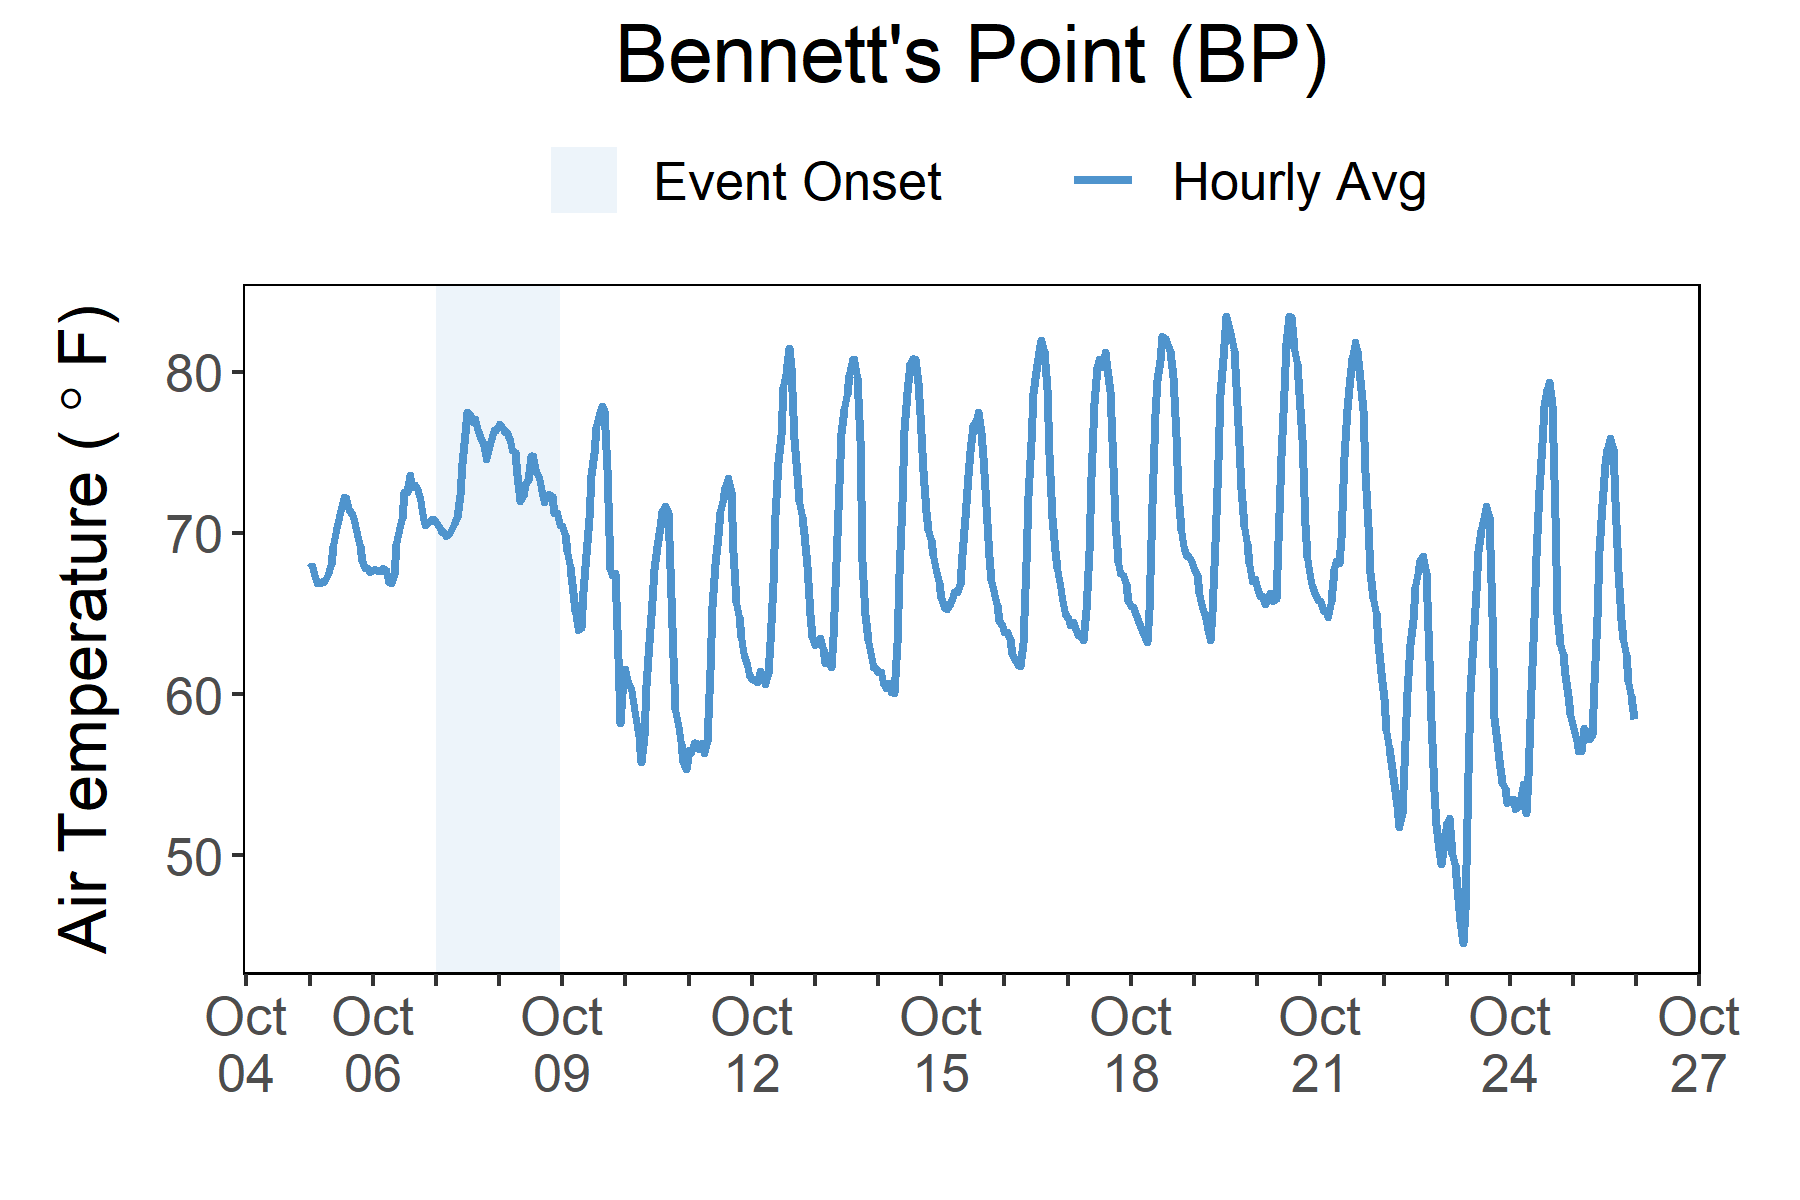 Bennett's Point (BP)
Event Onset
Hourly Avg
Air Temperature ( ° F)
80
70
60
50
Oct Oct Oct Oct Oct Oct Oct Oct Oct
04 06 09 12 15 18 21 24 27